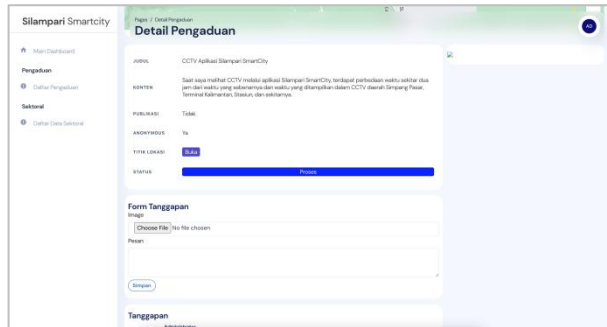 Silampari Smartcity
Pages / Detail Pengaduan
Detail Pengaduan
AD
Main Dashboard
Pengaduan
Daftar Pengaduan
Sektoral
Daftar Data Sektoral
JUDUL CCTV Aplikasi Silampari SmartCity
KONTEN Saat saya melihat CCTV melalui aplikasi Silampari SmartCity, terdapat perbedaan waktu sekitar dua
jam dari waktu yang sebenarnya dan waktu yang ditampilkan dalam CCTV daerah Simpang Pasar,
Terminal Kalimantan, Stasiun, dan sekitarnya.
PUBLIKASI Tidak
ANONYMOUS Ya
TITIK LOKASI Buka
STATUS Proses
Form Tanggapan
Image
Choose File No file chosen
Pesan
Simpan
Tanggapan